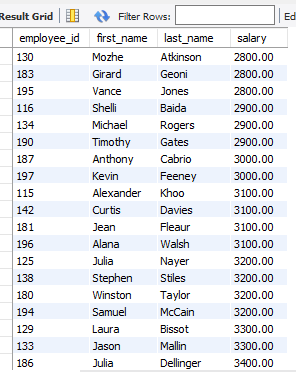 Result Grid Filter Rows: Ed
employee_id first_name last_name salary
130 Mozhe Atkinson 2800.00
183 Girard Geoni 2800.00
195 Vance Jones 2800.00
116 Shelli Baida 2900.00
134 Michael Rogers 2900.00
190 Timothy Gates 2900.00
187 Anthony Cabrio 3000.00
197 Kevin Feeney 3000.00
115 Alexander Khoo 3100.00
142 Curtis Davies 3100.00
181 Jean Fleaur 3100.00
196 Alana Walsh 3100.00
125 Julia Nayer 3200.00
138 Stephen Stiles 3200.00
180 Winston Taylor 3200.00
194 Samuel McCain 3200.00
129 Laura Bissot 3300.00
133 Jason Mallin 3300.00
186 Julia Dellinger 3400.00